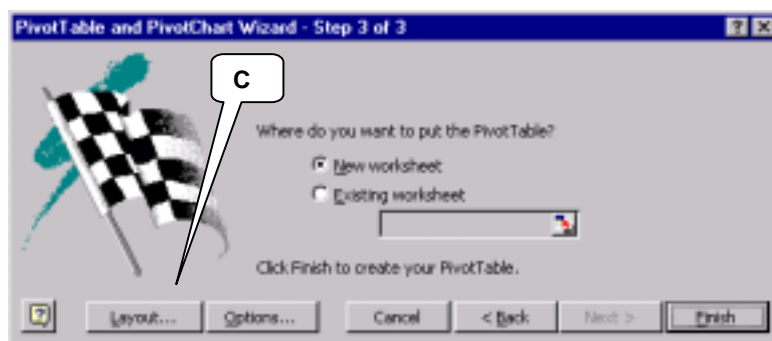 PivotTable and PivotChart Wizard - Step 3 of 3
C
Where do you want to put the PivotTable?
New worksheet
Existing worksheet
Click Finish to create your PivotTable.
Layout... Options... Cancel < Back Next > Finish